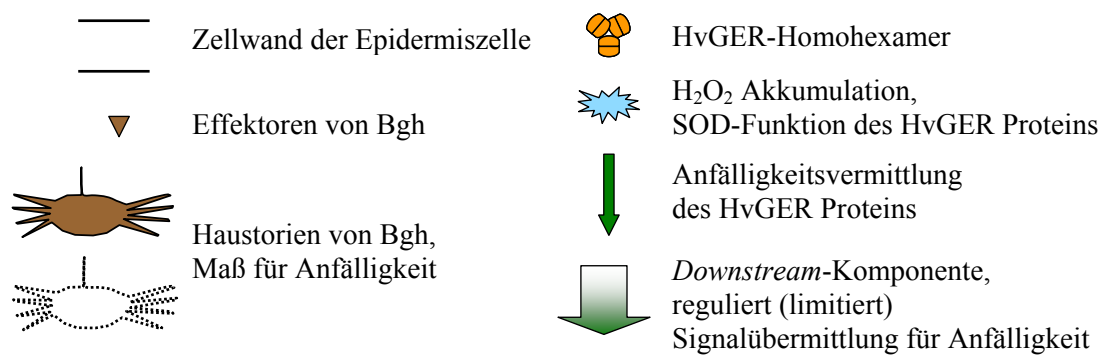 Zellwand der Epidermiszelle
Effektoren von Bgh
Haustorien von Bgh,
Maß für Anfälligkeit
HvGER-Homohexamer
H₂O₂ Akkumulation,
SOD-Funktion des HvGER Proteins
Anfälligkeitsvermittlung
des HvGER Proteins
Downstream-Komponente,
reguliert (limitiert)
Signalübermittlung für Anfälligkeit